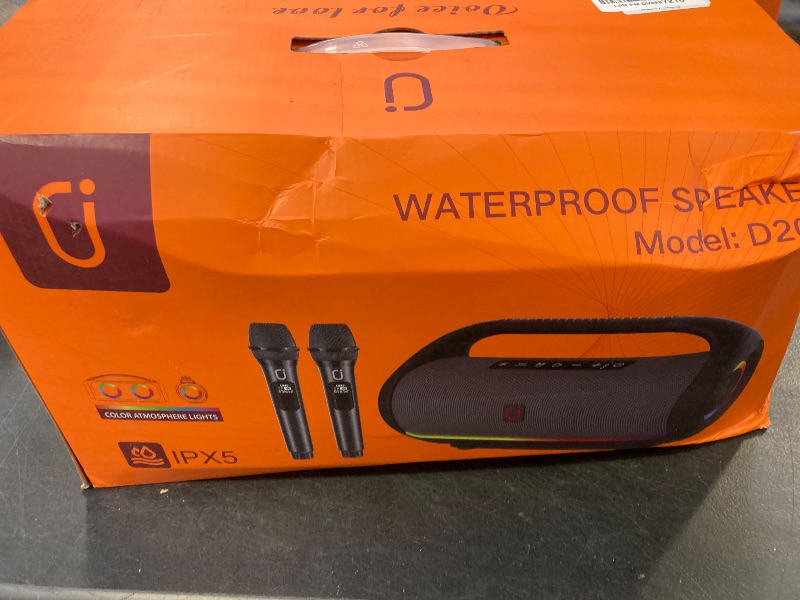 Voice for love
WATERPROOF SPEAKE
Model: D20
COLOR ATMOSPHERE LIGHTS
IPX5